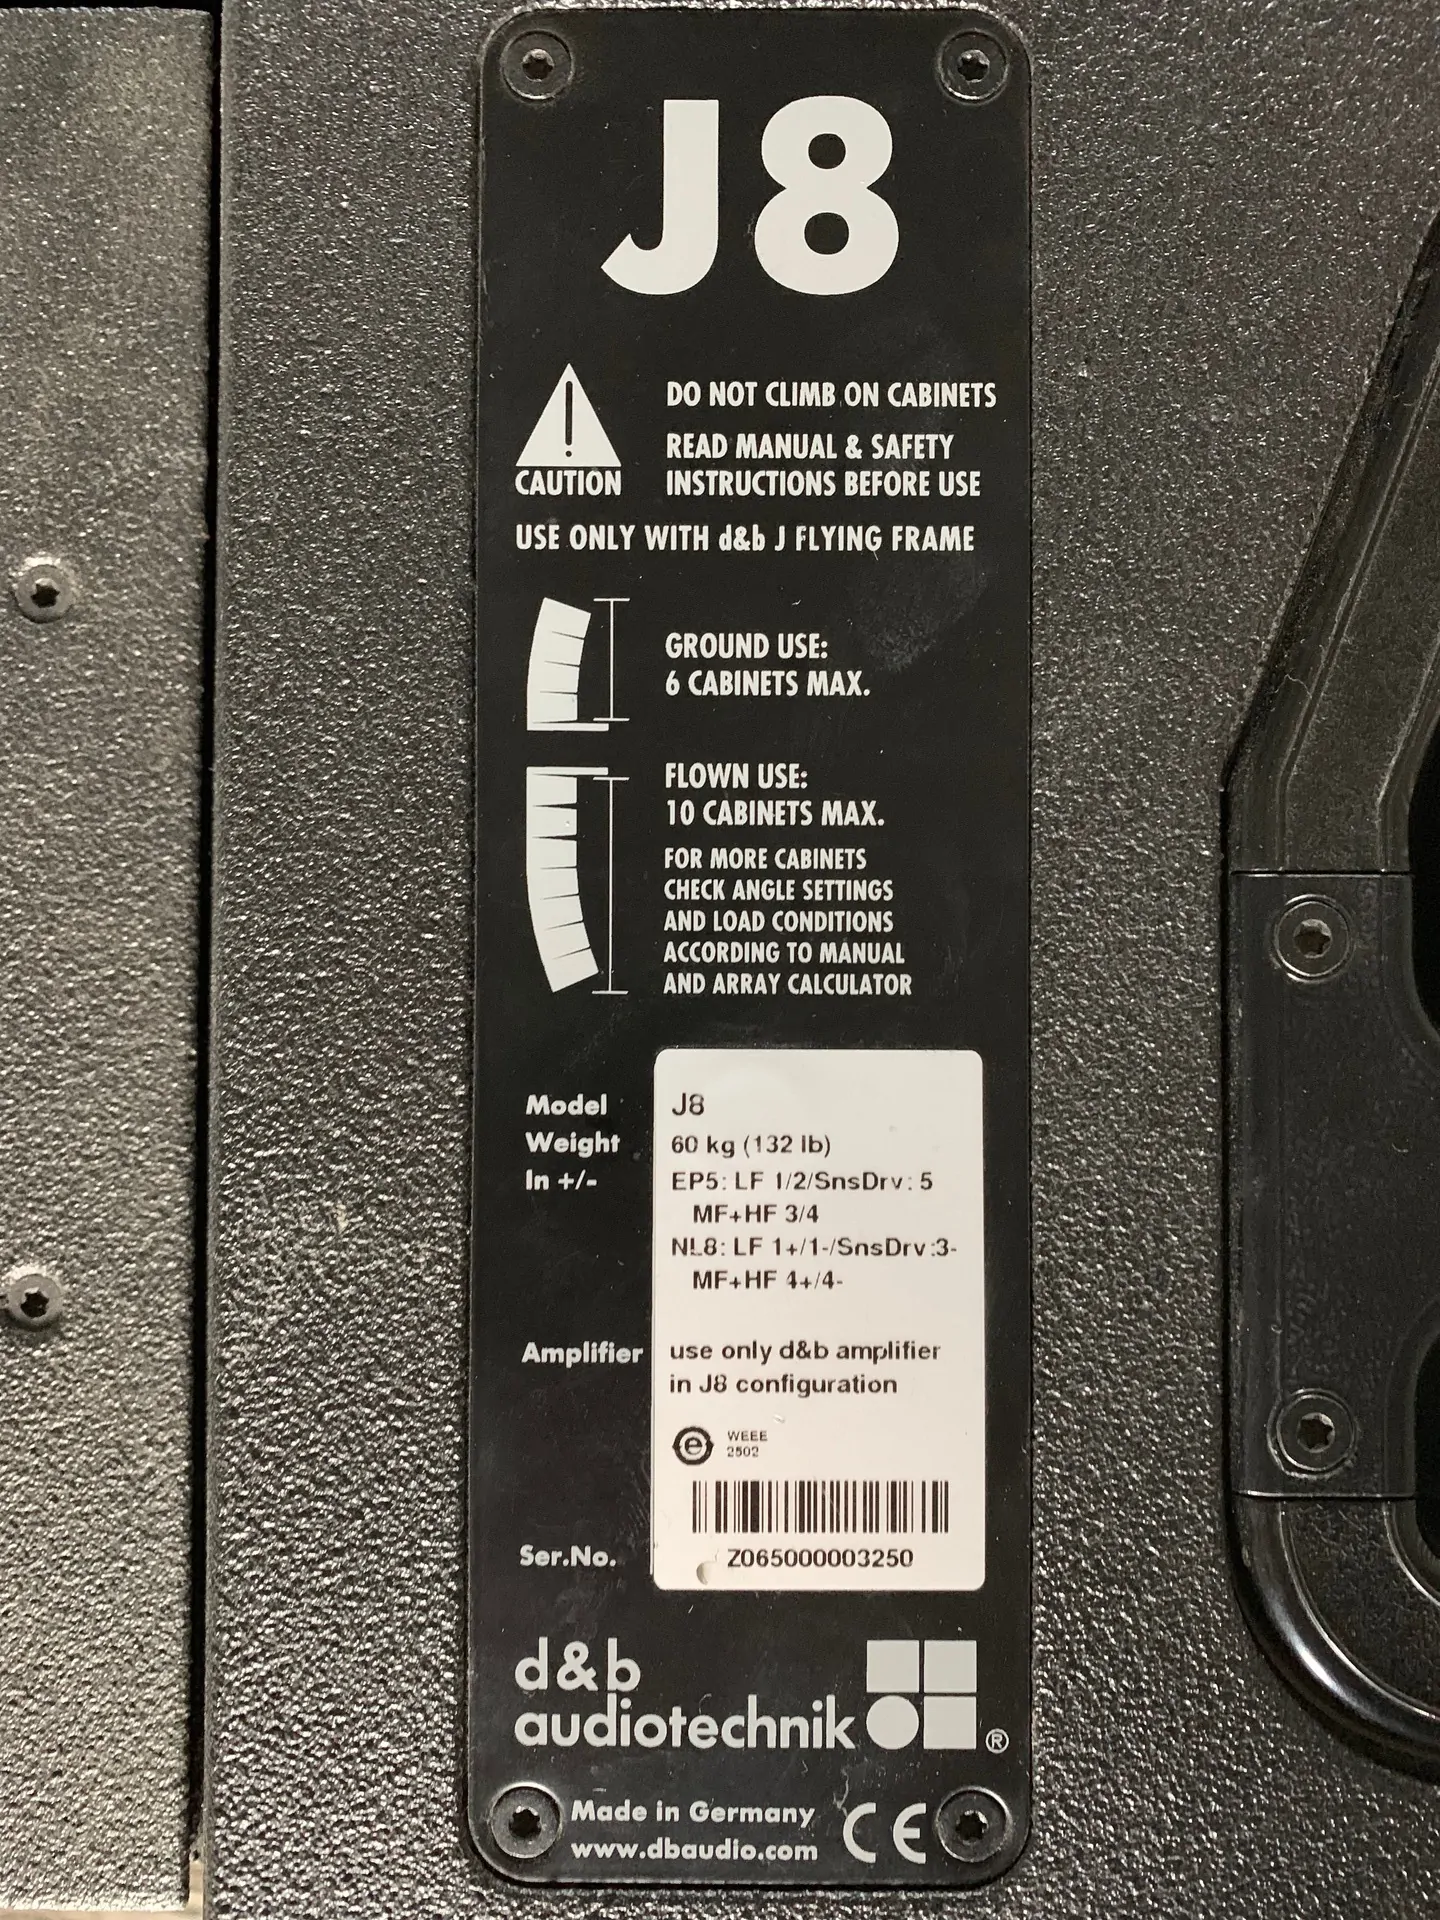 J8
DO NOT CLIMB ON CABINETS
READ MANUAL & SAFETY
INSTRUCTIONS BEFORE USE
CAUTION
USE ONLY WITH d&b J FLYING FRAME
GROUND USE:
6 CABINETS MAX.
FLOWN USE:
10 CABINETS MAX.
FOR MORE CABINETS
CHECK ANGLE SETTINGS
AND LOAD CONDITIONS
ACCORDING TO MANUAL
AND ARRAY CALCULATOR
Model J8
Weight 60 kg (132 lb)
In +/- EP5: LF 1/2/SnsDrv: 5
MF+HF 3/4
NL8: LF 1+/1-/SnsDrv:3-
MF+HF 4+/4-
Amplifier use only d&b amplifier
in J8 configuration
e WEEE
2502
Ser.No. Z065000003250
d&b
audiotechnik ®
Made in Germany CE
www.dbaudio.com